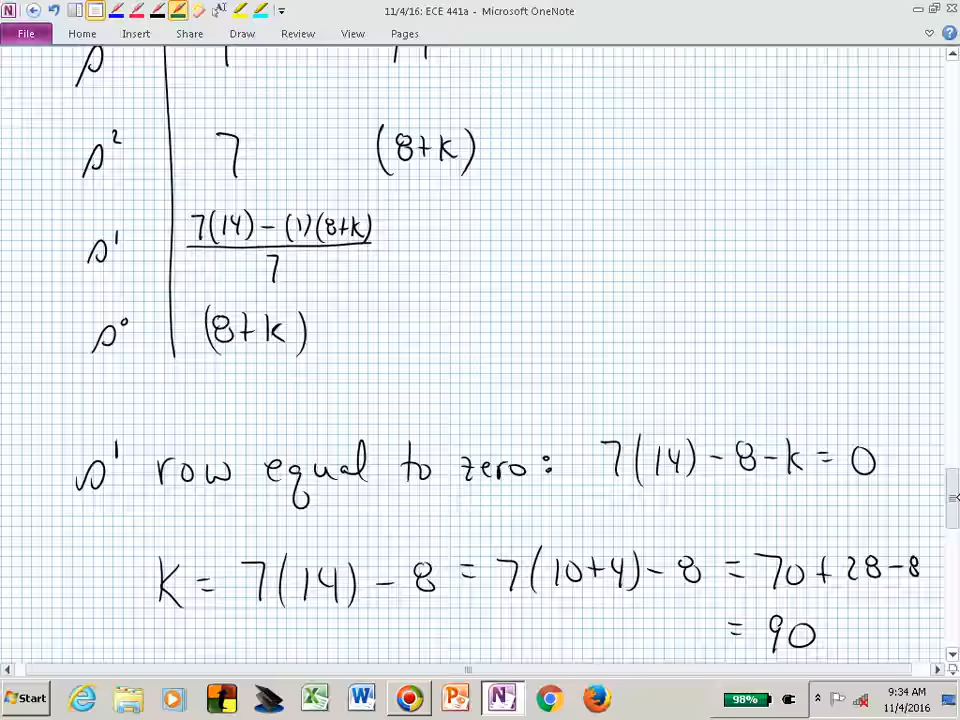 11/4/16: ECE 441a - Microsoft OneNote
File Home Insert Share Draw Review View Pages
s² 7 (8+k)
s¹ 7(14) - (1)(8+k)
7
s⁰ (8+k)
s¹ row equal to zero: 7(14) - 8 - k = 0
K = 7(14) - 8 = 7(10+4) - 8 = 70 + 28 - 8
= 90
Start 98% 9:34 AM
11/4/2016